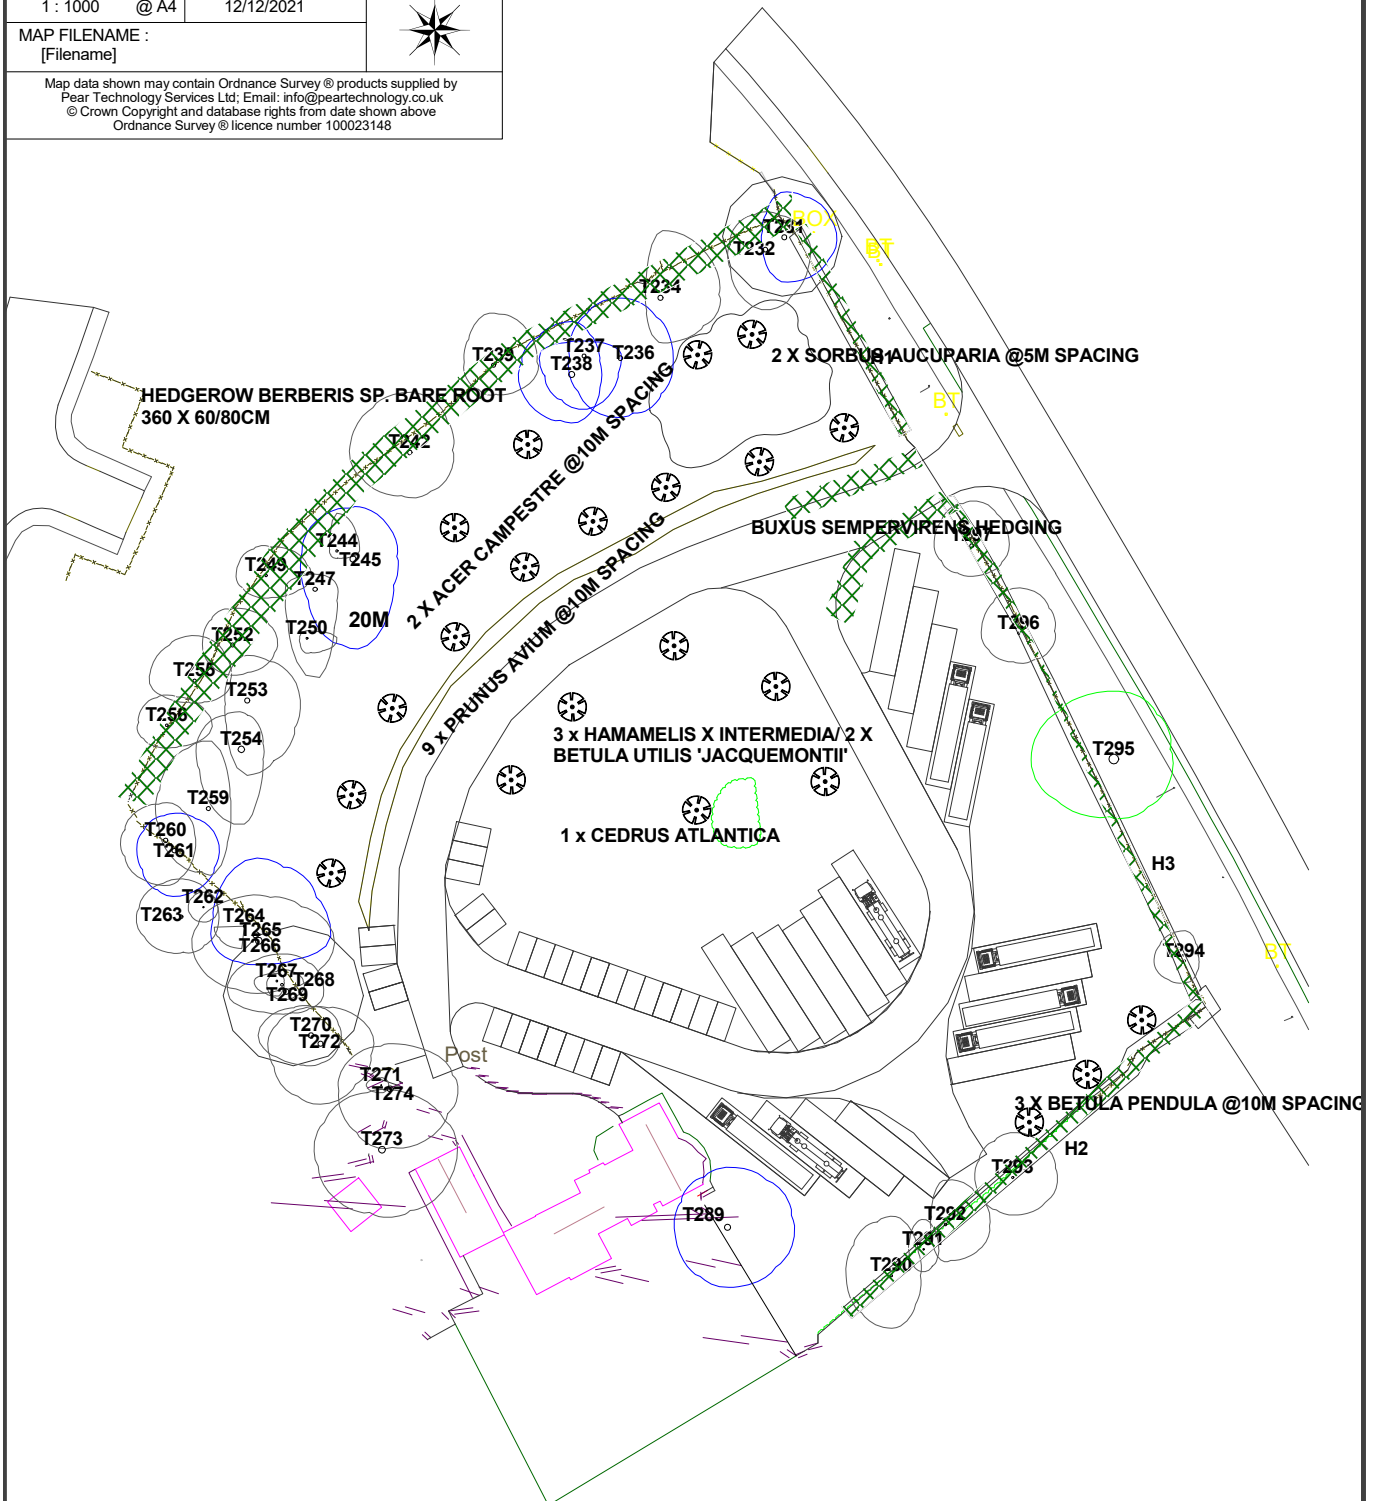 1 : 1000 @ A4 12/12/2021
MAP FILENAME :
[Filename]
Map data shown may contain Ordnance Survey ® products supplied by
Pear Technology Services Ltd; Email: info@peartechnology.co.uk
© Crown Copyright and database rights from date shown above
Ordnance Survey ® licence number 100023148
BOX
T231
T232
BT
T234
T237
T236
T239
T238
2 X SORBUS AUCUPARIA @5M SPACING
H1
HEDGEROW BERBERIS SP. BARE ROOT
360 X 60/80CM
BT
T242
2 X ACER CAMPESTRE @10M SPACING
BUXUS SEMPERVIRENS HEDGING
T297
T244
T245
T249
T247
20M
T250
T252
T296
9 x PRUNUS AVIUM @10M SPACING
T255
T253
T256
T254
3 x HAMAMELIS X INTERMEDIA/ 2 X
BETULA UTILIS 'JACQUEMONTII'
T295
T259
T260
T261
1 x CEDRUS ATLANTICA
H3
T262
T263
T264
T265
T266
T294
BT
T267
T268
T269
T270
T272
Post
T271
T274
3 X BETULA PENDULA @10M SPACING
T273
H2
T293
T289
T292
T291
T290